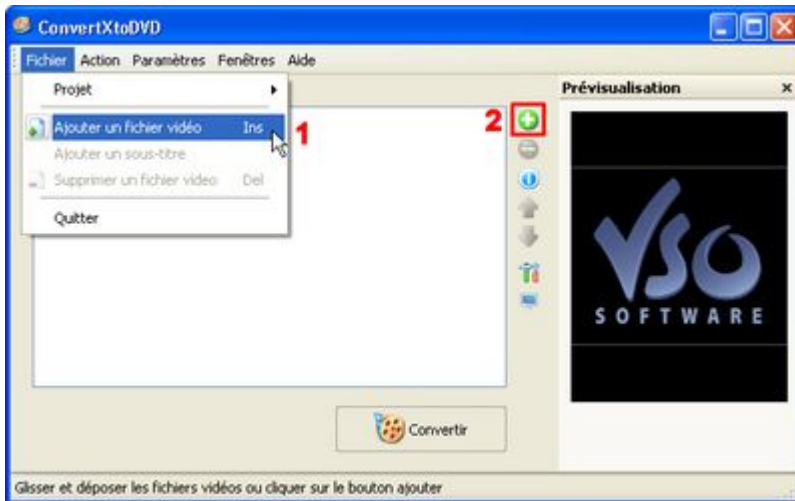 ConvertXtoDVD
Fichier Action Paramètres Fenêtres Aide
Projet
Ajouter un fichier vidéo Ins
1
Ajouter un sous-titre
Supprimer un fichier video Del
Quitter
2
Prévisualisation
VSO
SOFTWARE
Convertir
Glisser et déposer les fichiers vidéos ou cliquer sur le bouton ajouter